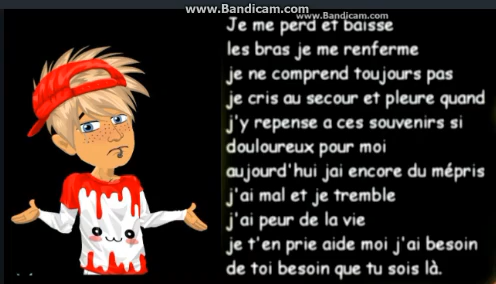 www.Bandicam.com
www.Bandicam.com
Je me perd et baisse
les bras je me renferme
je ne comprend toujours pas
je cris au secour et pleure quand
j'y repense a ces souvenirs si
douloureux pour moi
aujourd'hui jai encore du mépris
j'ai mal et je tremble
j'ai peur de la vie
je t'en prie aide moi j'ai besoin
de toi besoin que tu sois là.